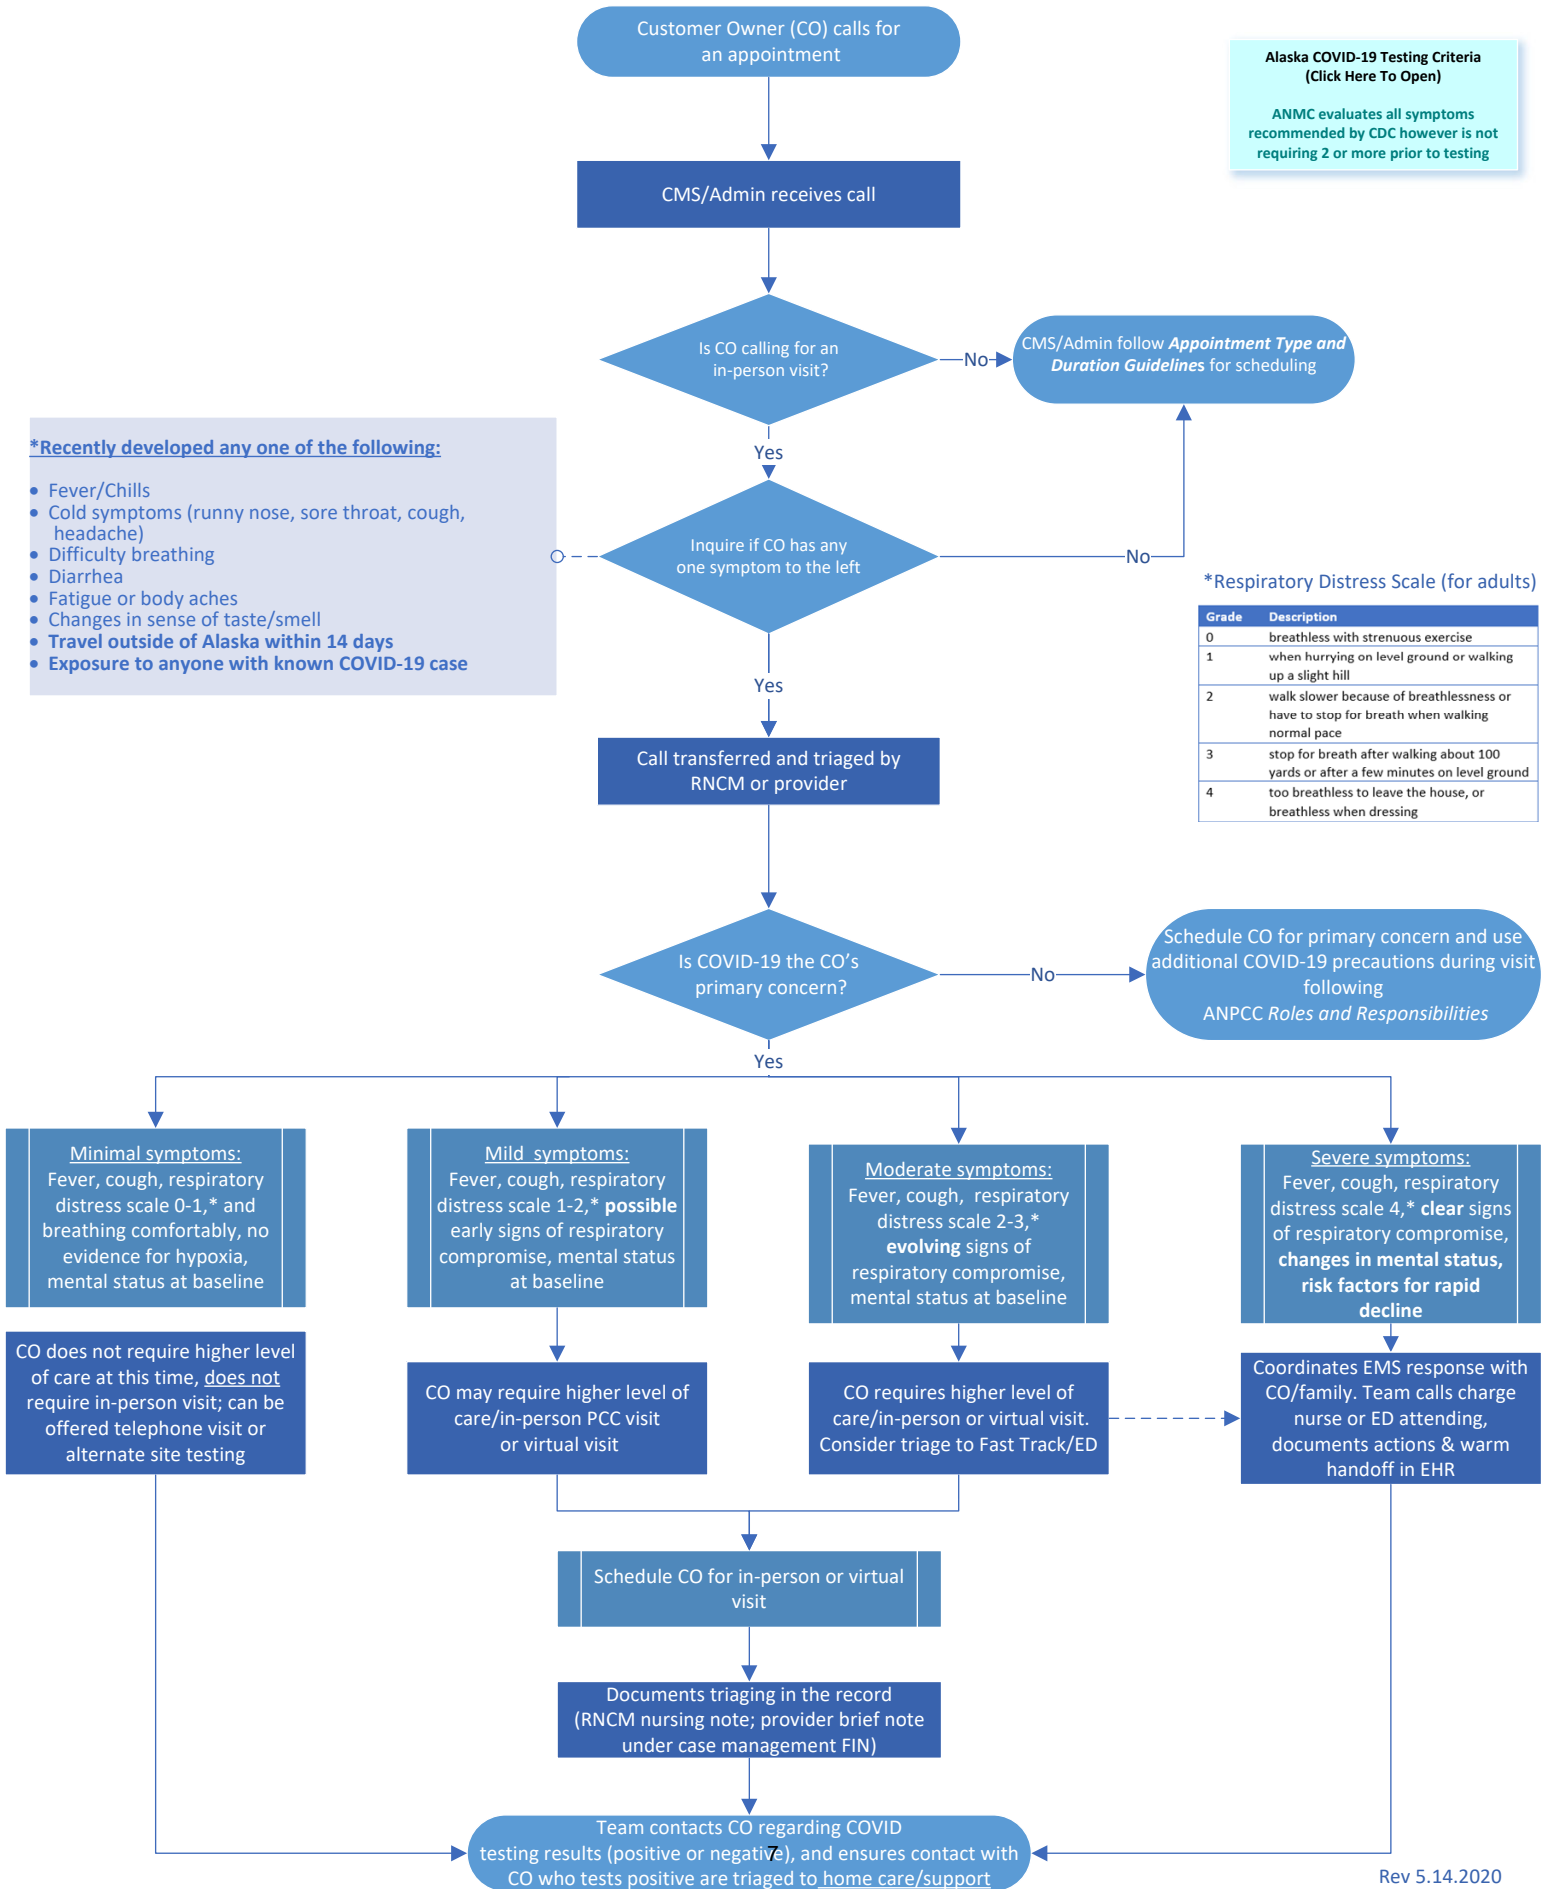 Customer Owner (CO) calls for
an appointment
Alaska COVID-19 Testing Criteria
(Click Here To Open)
ANMC evaluates all symptoms
recommended by CDC however is not
requiring 2 or more prior to testing
CMS/Admin receives call
Is CO calling for an
in-person visit?
No
CMS/Admin follow Appointment Type and
Duration Guidelines for scheduling
Yes
*Recently developed any one of the following:
• Fever/Chills
• Cold symptoms (runny nose, sore throat, cough,
headache)
• Difficulty breathing
• Diarrhea
• Fatigue or body aches
• Changes in sense of taste/smell
• Travel outside of Alaska within 14 days
• Exposure to anyone with known COVID-19 case
Inquire if CO has any
one symptom to the left
No
Yes
*Respiratory Distress Scale (for adults)
Grade Description
0 breathless with strenuous exercise
1 when hurrying on level ground or walking
up a slight hill
2 walk slower because of breathlessness or
have to stop for breath when walking
normal pace
3 stop for breath after walking about 100
yards or after a few minutes on level ground
4 too breathless to leave the house, or
breathless when dressing
Call transferred and triaged by
RNCM or provider
Is COVID-19 the CO's
primary concern?
No
Schedule CO for primary concern and use
additional COVID-19 precautions during visit
following
ANPCC Roles and Responsibilities
Yes
Minimal symptoms:
Fever, cough, respiratory
distress scale 0-1,* and
breathing comfortably, no
evidence for hypoxia,
mental status at baseline
Mild symptoms:
Fever, cough, respiratory
distress scale 1-2,* possible
early signs of respiratory
compromise, mental status
at baseline
Moderate symptoms:
Fever, cough, respiratory
distress scale 2-3,*
evolving signs of
respiratory compromise,
mental status at baseline
Severe symptoms:
Fever, cough, respiratory
distress scale 4,* clear signs
of respiratory compromise,
changes in mental status,
risk factors for rapid
decline
CO does not require higher level
of care at this time, does not
require in-person visit; can be
offered telephone visit or
alternate site testing
CO may require higher level of
care/in-person PCC visit
or virtual visit
CO requires higher level of
care/in-person or virtual visit.
Consider triage to Fast Track/ED
Coordinates EMS response with
CO/family. Team calls charge
nurse or ED attending,
documents actions & warm
handoff in EHR
Schedule CO for in-person or virtual
visit
Documents triaging in the record
(RNCM nursing note; provider brief note
under case management FIN)
Team contacts CO regarding COVID
testing results (positive or negative), and ensures contact with
CO who tests positive are triaged to home care/support
7
Rev 5.14.2020